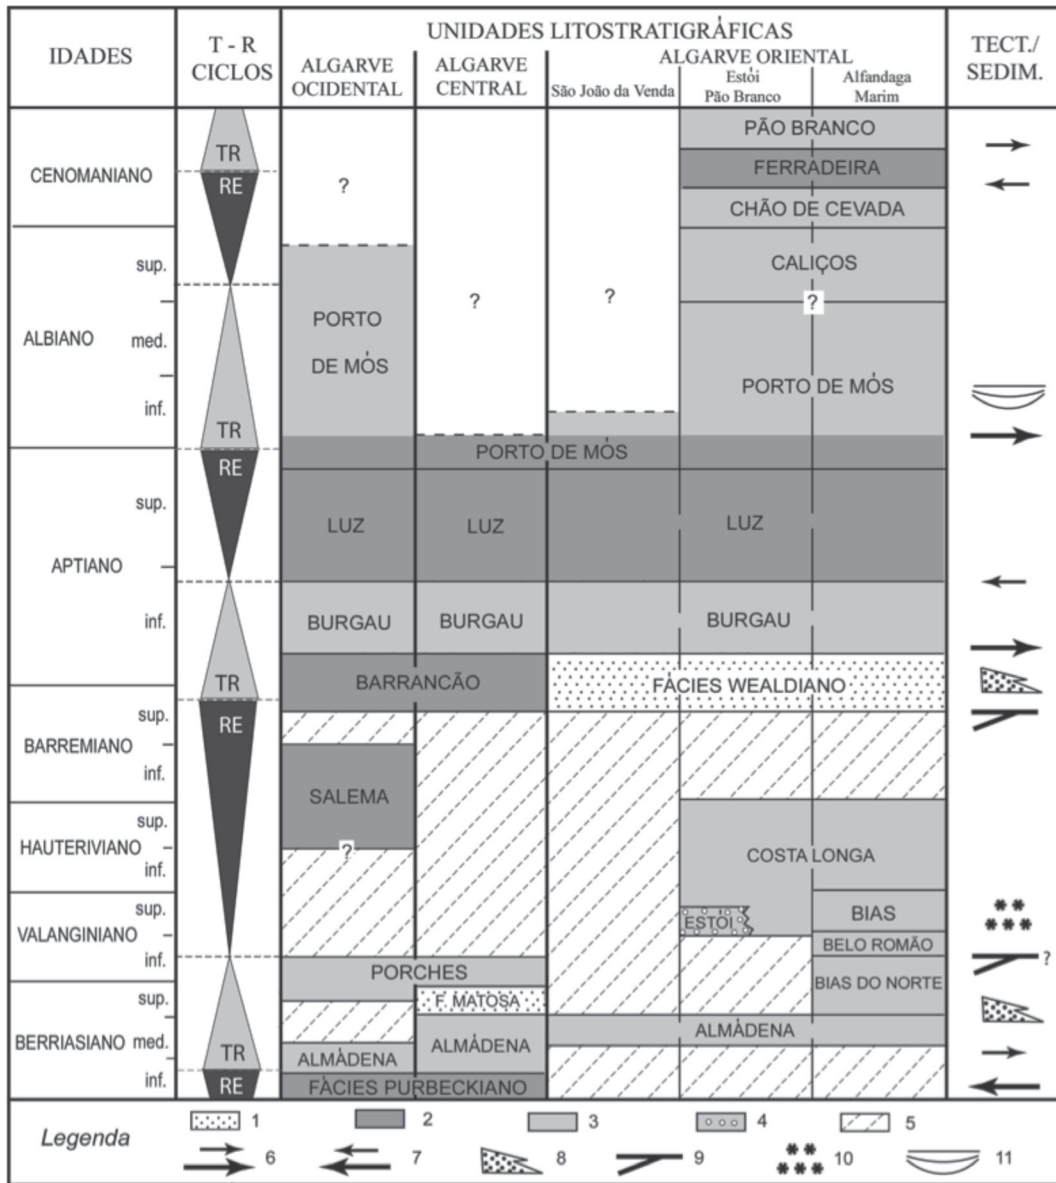 IDADES
T - R
CICLOS
UNIDADES LITOSTRATIGRÁFICAS
ALGARVE
OCIDENTAL
ALGARVE
CENTRAL
ALGARVE ORIENTAL
São João da Venda
Estói
Pão Branco
Alfandaga
Marim
TECT./
SEDIM.
CENOMANIANO
TR
RE
?
PÃO BRANCO
FERRADEIRA
CHÃO DE CEVADA
ALBIANO
sup.
med.
inf.
TR
PORTO
DE MÓS
?
?
CALIÇOS
?
PORTO DE MÓS
PORTO DE MÓS
APTIANO
sup.
inf.
RE
TR
LUZ
LUZ
LUZ
BURGAU
BURGAU
BURGAU
BARRANCÃO
FÁCIES WEALDIANO
BARREMIANO
sup.
inf.
RE
SALEMA
?
HAUTERIVIANO
sup.
inf.
COSTA LONGA
VALANGINIANO
sup.
inf.
ESTÓI
BIAS
BELO ROMÃO
BIAS DO NORTE
?
PORCHES
F. MATOSA
BERRIASIANO
sup.
med.
inf.
TR
RE
ALMÁDENA
ALMÁDENA
ALMÁDENA
FÁCIES PURBECKIANO
Legenda
1
2
3
4
5
6
7
8
9
10
11